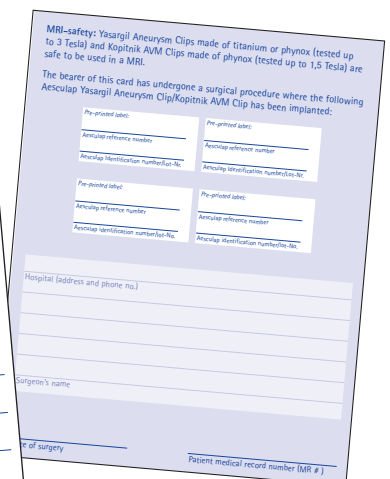 MRI-safety: Yasargil Aneurysm Clips made of titanium or phynox (tested up
to 3 Tesla) and Kopitnik AVM Clips made of phynox (tested up to 1,5 Tesla) are
safe to be used in a MRI.
The bearer of this card has undergone a surgical procedure where the following
Aesculap Yasargil Aneurysm Clip/Kopitnik AVM Clip has been implanted:
Pre-printed label:
Aesculap reference number
Aesculap Identification number/Lot-Nr.
Pre-printed label:
Aesculap reference number
Aesculap Identification number/Lot-Nr.
Pre-printed label:
Aesculap reference number
Aesculap Identification number/lot-No.
Pre-printed label:
Aesculap reference number
Aesculap Identification number/lot-No.
Hospital (address and phone no.)
Surgeon's name
te of surgery
Patient medical record number (MR # )